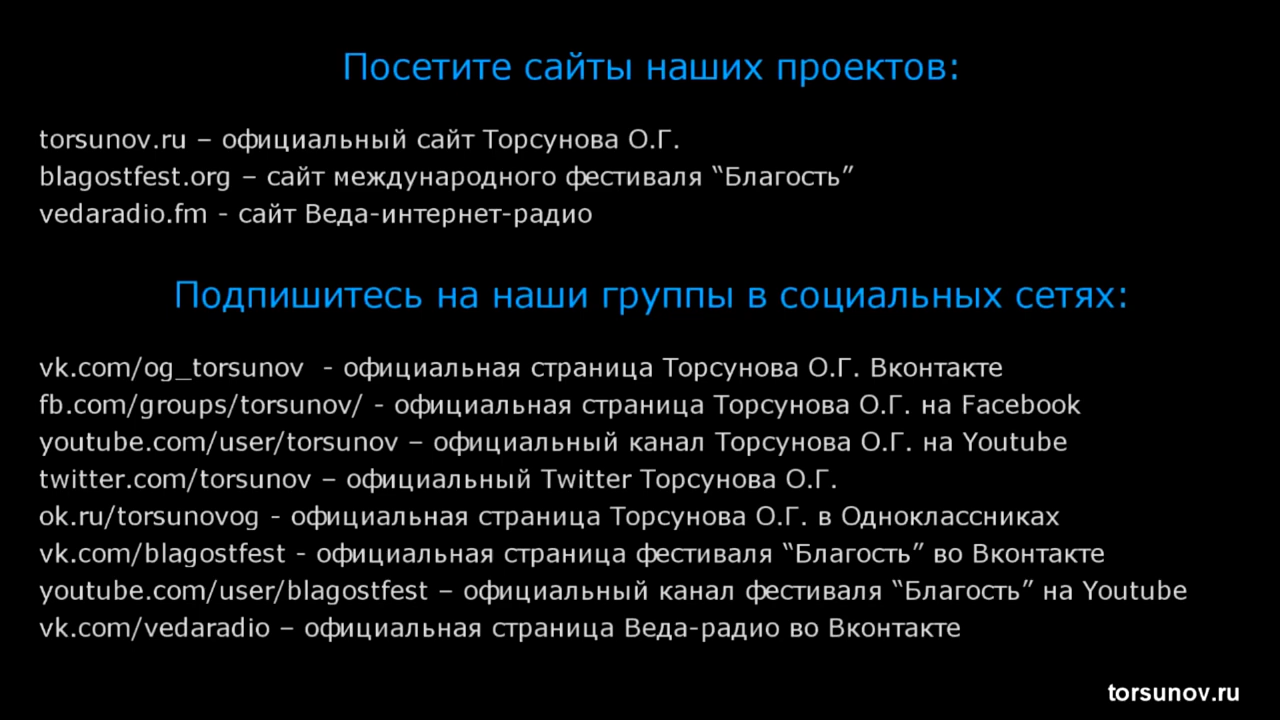 Посетите сайты наших проектов:
torsunov.ru – официальный сайт Торсунова О.Г.
blagostfest.org – сайт международного фестиваля “Благость”
vedaradio.fm - сайт Веда-интернет-радио
Подпишитесь на наши группы в социальных сетях:
vk.com/og_torsunov - официальная страница Торсунова О.Г. Вконтакте
fb.com/groups/torsunov/ - официальная страница Торсунова О.Г. на Facebook
youtube.com/user/torsunov – официальный канал Торсунова О.Г. на Youtube
twitter.com/torsunov – официальный Twitter Торсунова О.Г.
ok.ru/torsunovog - официальная страница Торсунова О.Г. в Одноклассниках
vk.com/blagostfest - официальная страница фестиваля “Благость” во Вконтакте
youtube.com/user/blagostfest – официальный канал фестиваля “Благость” на Youtube
vk.com/vedaradio – официальная страница Веда-радио во Вконтакте
torsunov.ru